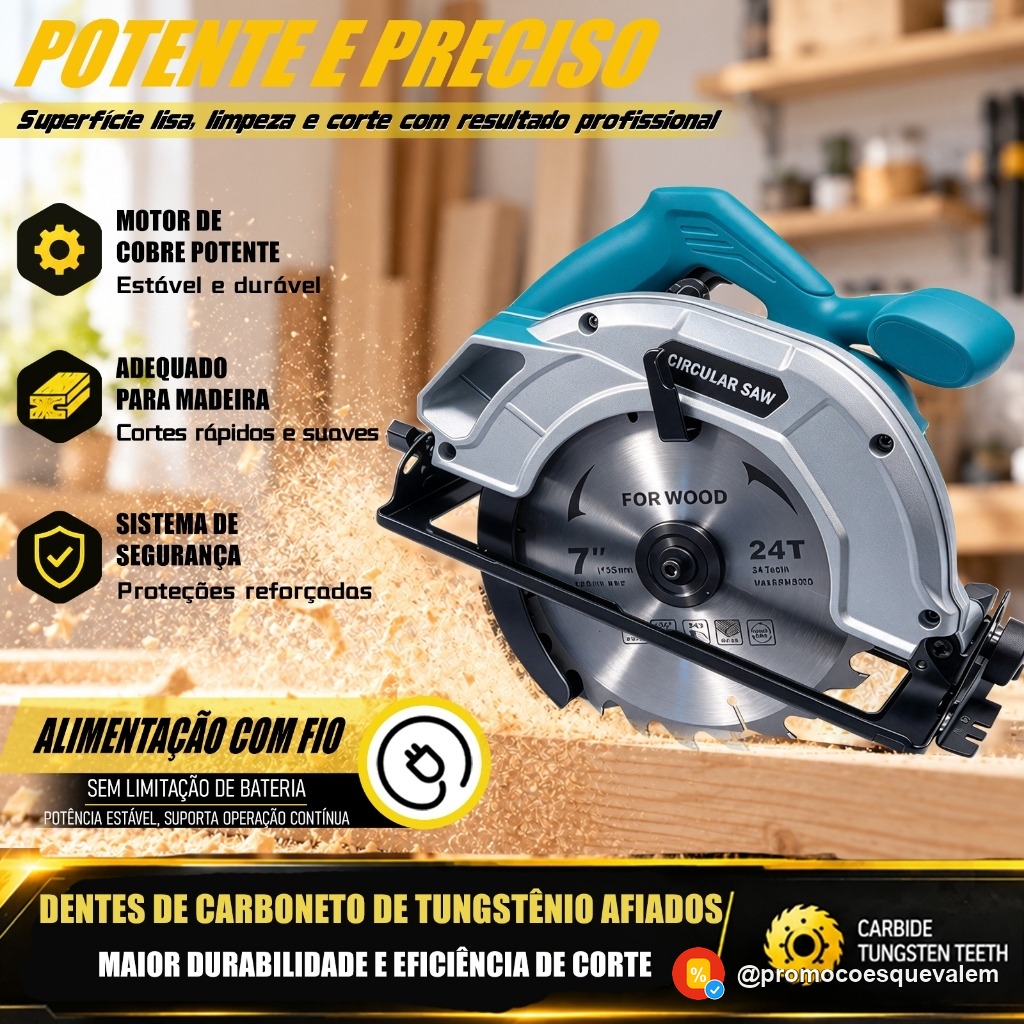 POTENTE E PRECISO
Superfície lisa, limpeza e corte com resultado profissional
MOTOR DE
COBRE POTENTE
Estável e durável
ADEQUADO
PARA MADEIRA
Cortes rápidos e suaves
SISTEMA DE
SEGURANÇA
Proteções reforçadas
CIRCULAR SAW
FOR WOOD
7"
24T
ALIMENTAÇÃO COM FIO
SEM LIMITAÇÃO DE BATERIA
POTÊNCIA ESTÁVEL, SUPORTA OPERAÇÃO CONTÍNUA
DENTES DE CARBONETO DE TUNGSTÊNIO AFIADOS
MAIOR DURABILIDADE E EFICIÊNCIA DE CORTE
CARBIDE
TUNGSTEN TEETH
%
@promocoesquevalem